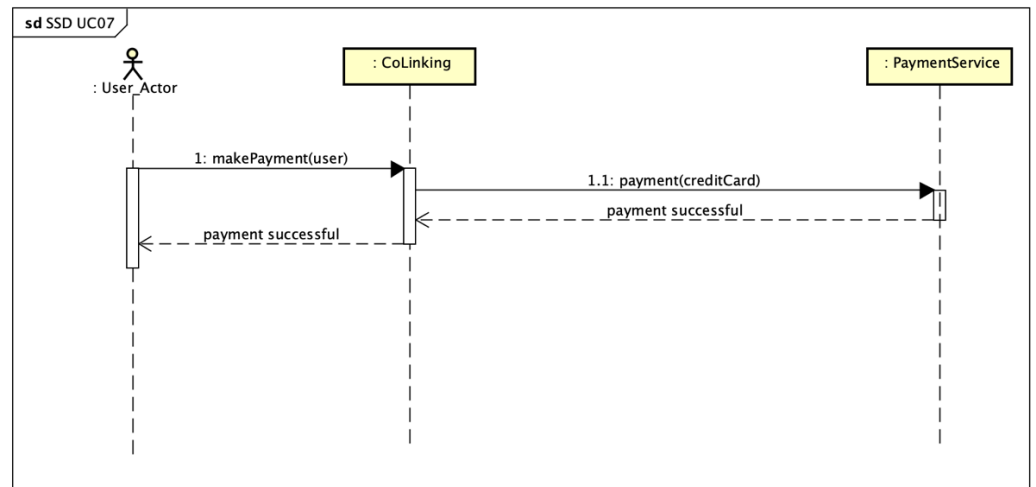 sd SSD UC07
: User_Actor
: CoLinking
: PaymentService
1: makePayment(user)
1.1: payment(creditCard)
payment successful
payment successful